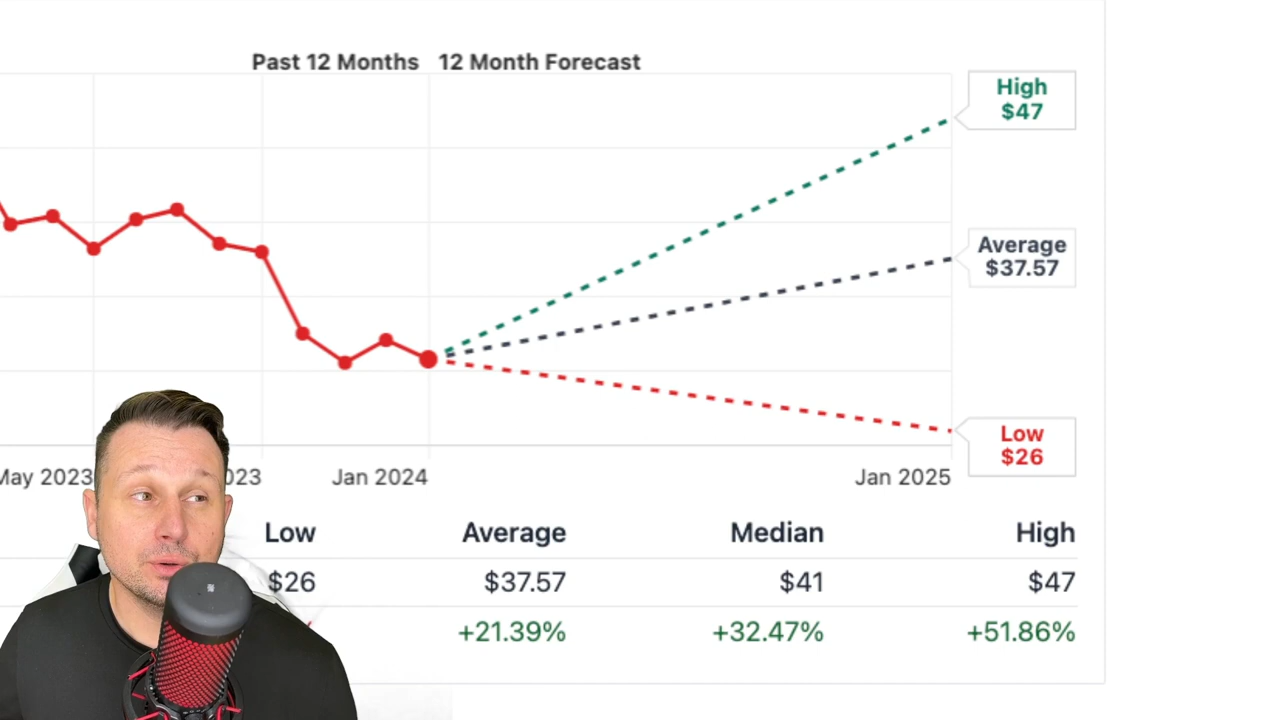 Past 12 Months 12 Month Forecast
High
$47
Average
$37.57
Low
$26
May 2023
2023
Jan 2024
Jan 2025
Low Average Median High
$26 $37.57 $41 $47
+21.39% +32.47% +51.86%